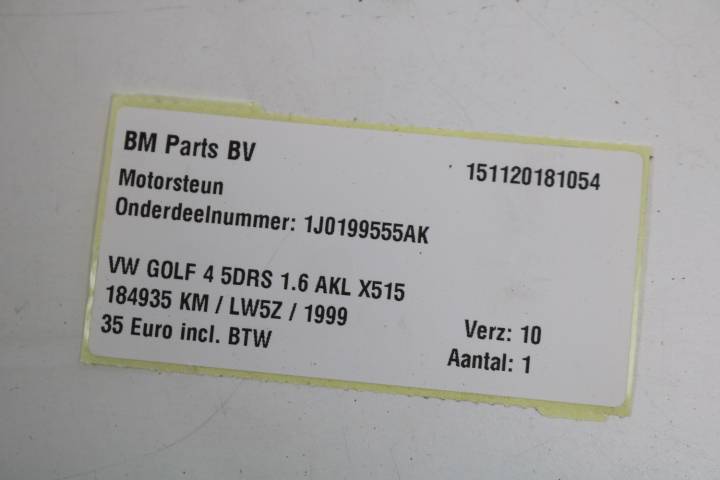 BM Parts BV
151120181054
Motorsteun
Onderdeelnummer: 1J0199555AK
VW GOLF 4 5DRS 1.6 AKL X515
184935 KM / LW5Z / 1999
Verz: 10
35 Euro incl. BTW
Aantal: 1